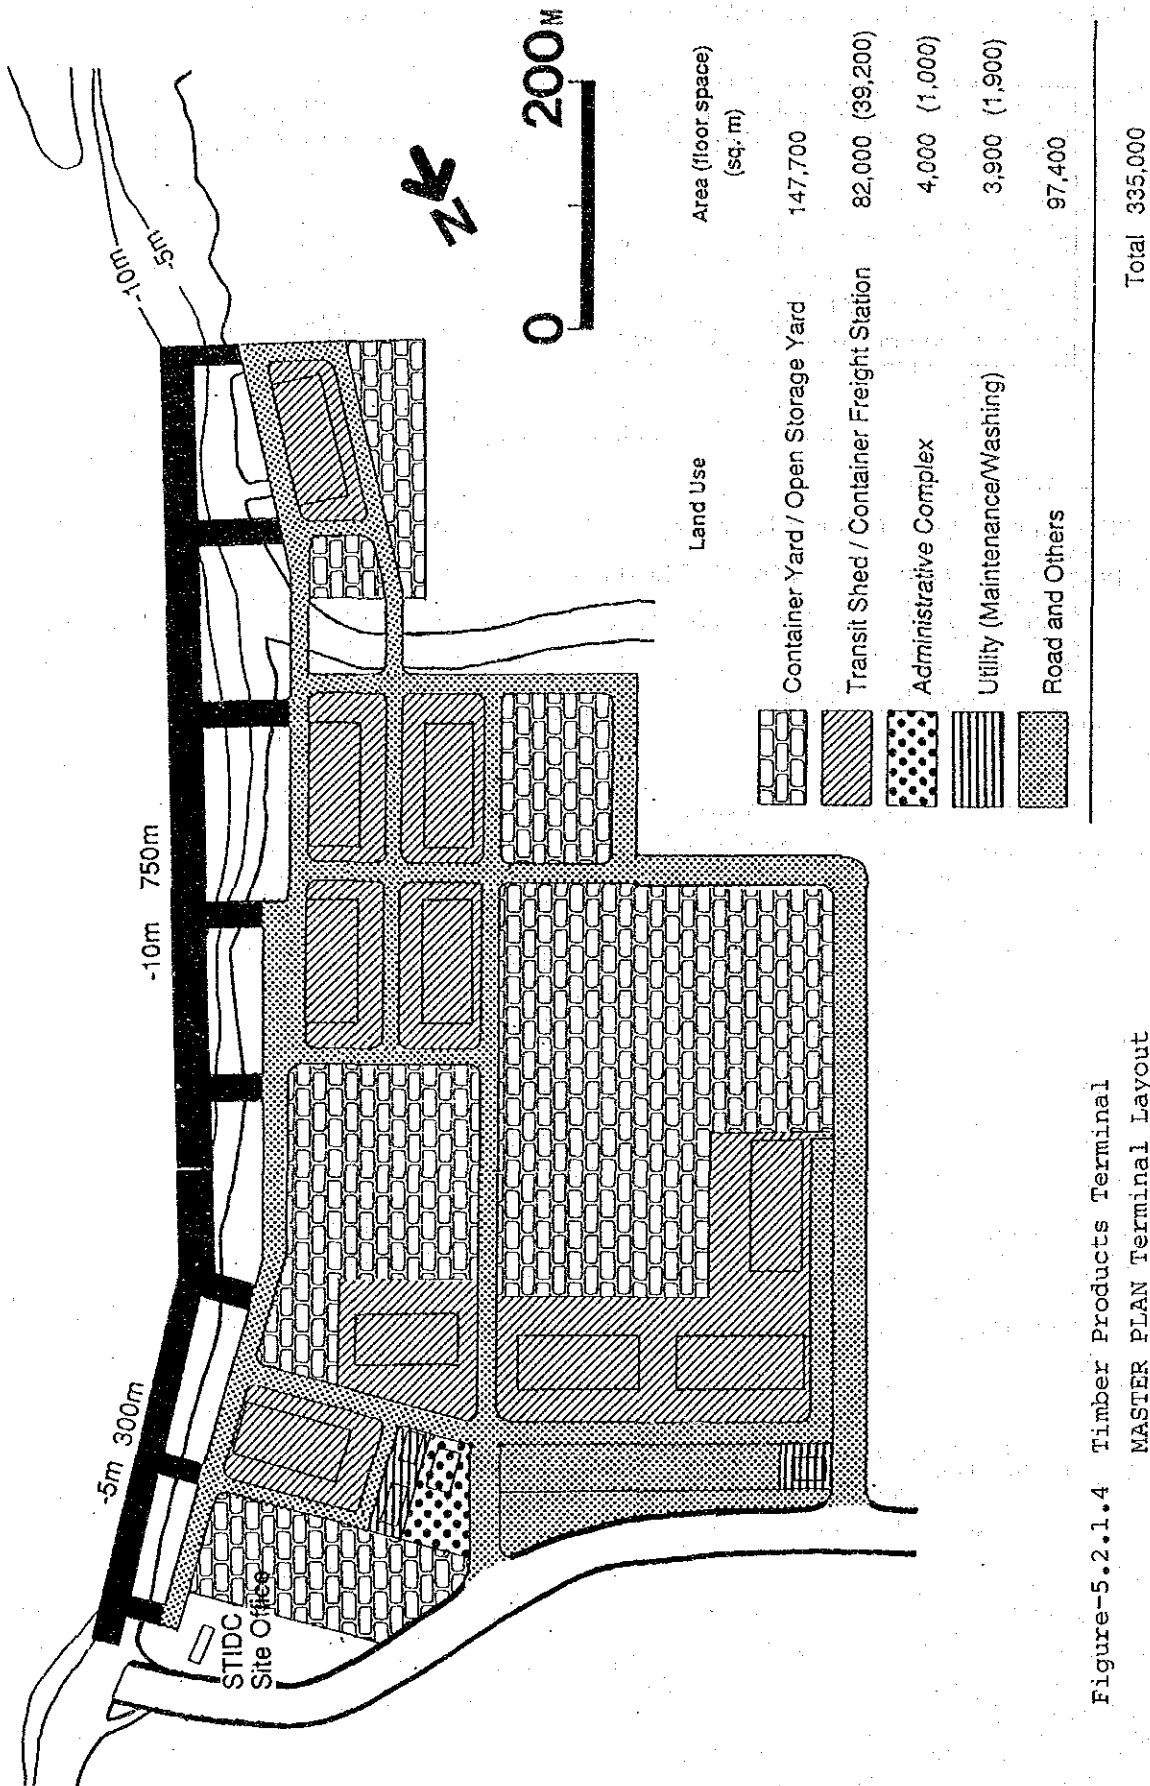 -10m
-5m
-10m 750m
-5m 300m
STIDC
Site Office
N
0 200M
Land Use Area (floor space)
(sq. m)
Container Yard / Open Storage Yard 147,700
Transit Shed / Container Freight Station 82,000 (39,200)
Administrative Complex 4,000 (1,000)
Utility (Maintenance/Washing) 3,900 (1,900)
Road and Others 97,400
Total 335,000
Figure-5.2.1.4 Timber Products Terminal
MASTER PLAN Terminal Layout